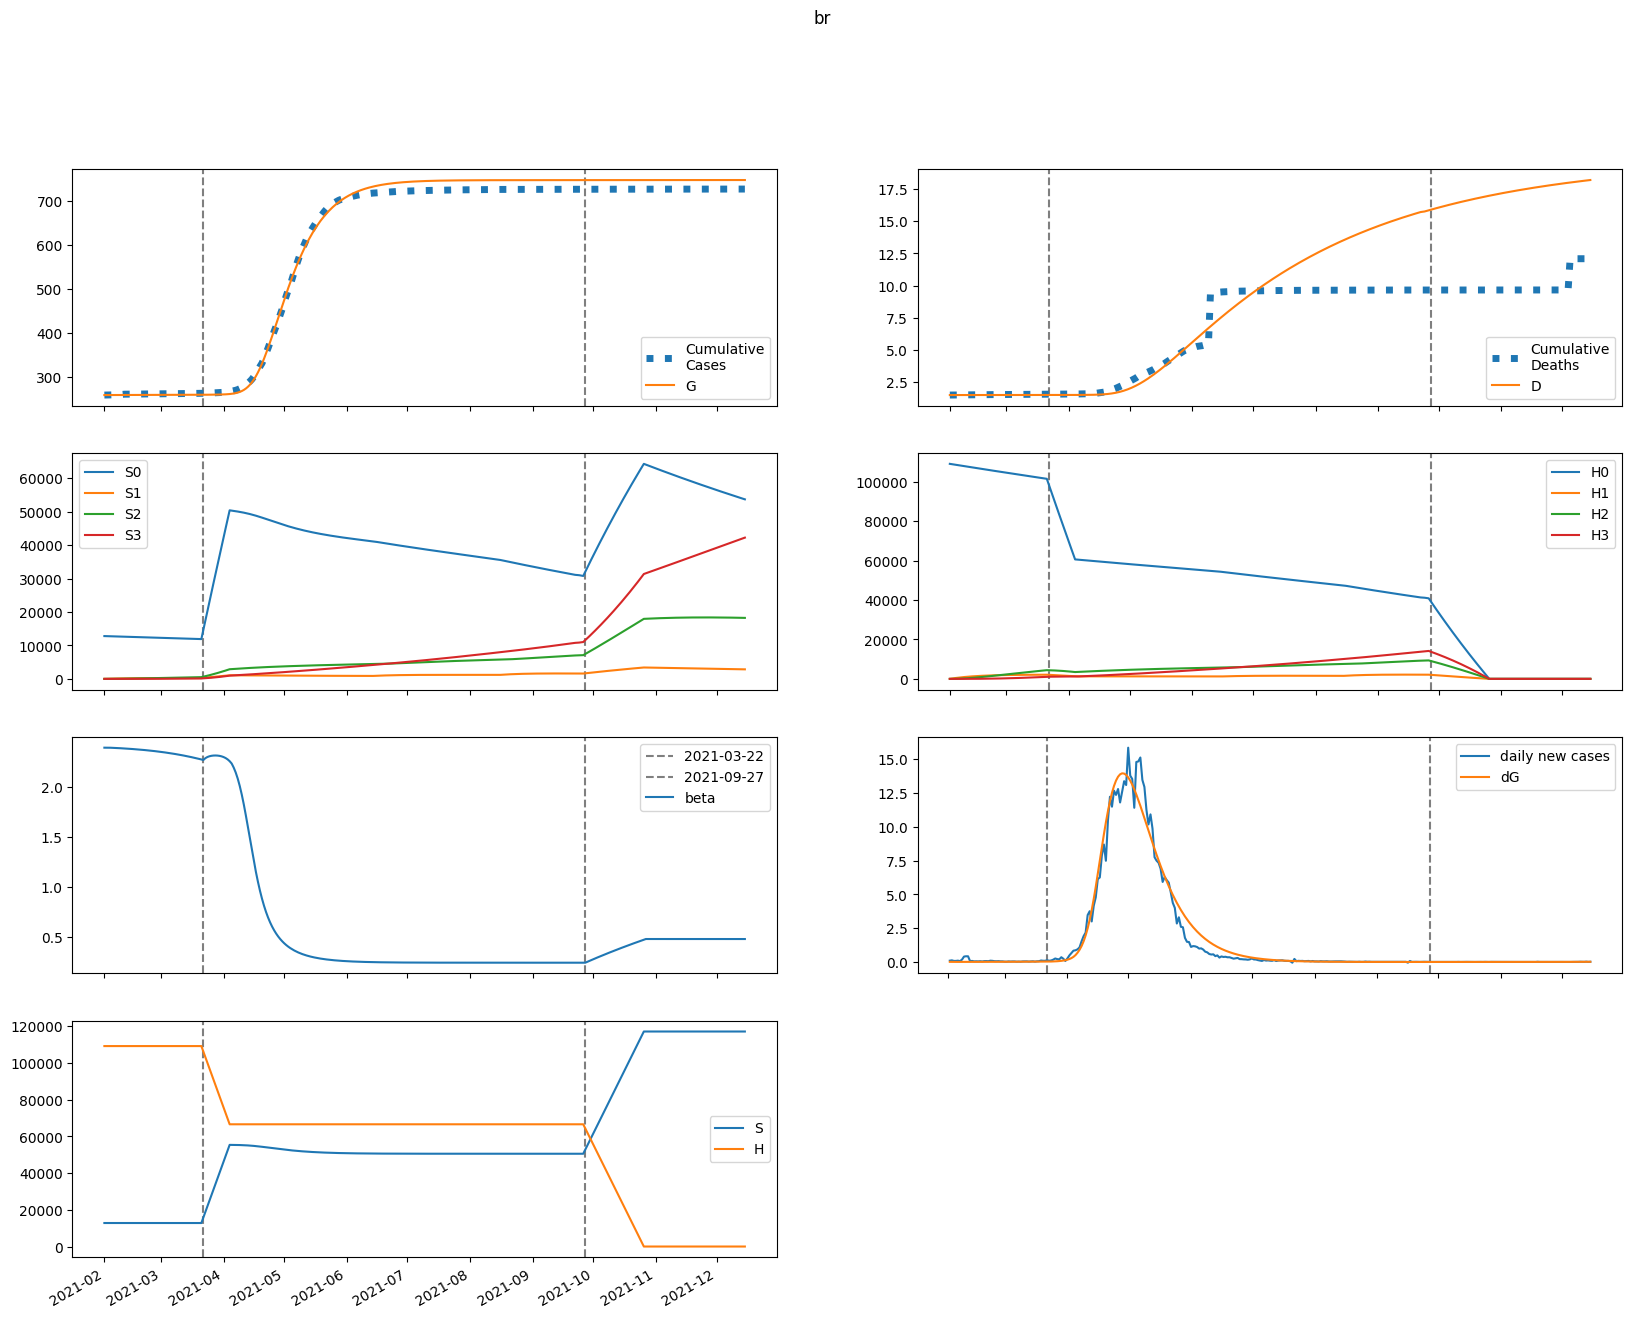 br
700
600
500
400
300
Cumulative
Cases
G
17.5
15.0
12.5
10.0
7.5
5.0
2.5
Cumulative
Deaths
D
60000
50000
40000
30000
20000
10000
0
S0
S1
S2
S3
100000
80000
60000
40000
20000
0
H0
H1
H2
H3
2.0
1.5
1.0
0.5
2021-03-22
2021-09-27
beta
15.0
12.5
10.0
7.5
5.0
2.5
0.0
daily new cases
dG
120000
100000
80000
60000
40000
20000
0
S
H
2021-02
2021-03
2021-04
2021-05
2021-06
2021-07
2021-08
2021-09
2021-10
2021-11
2021-12